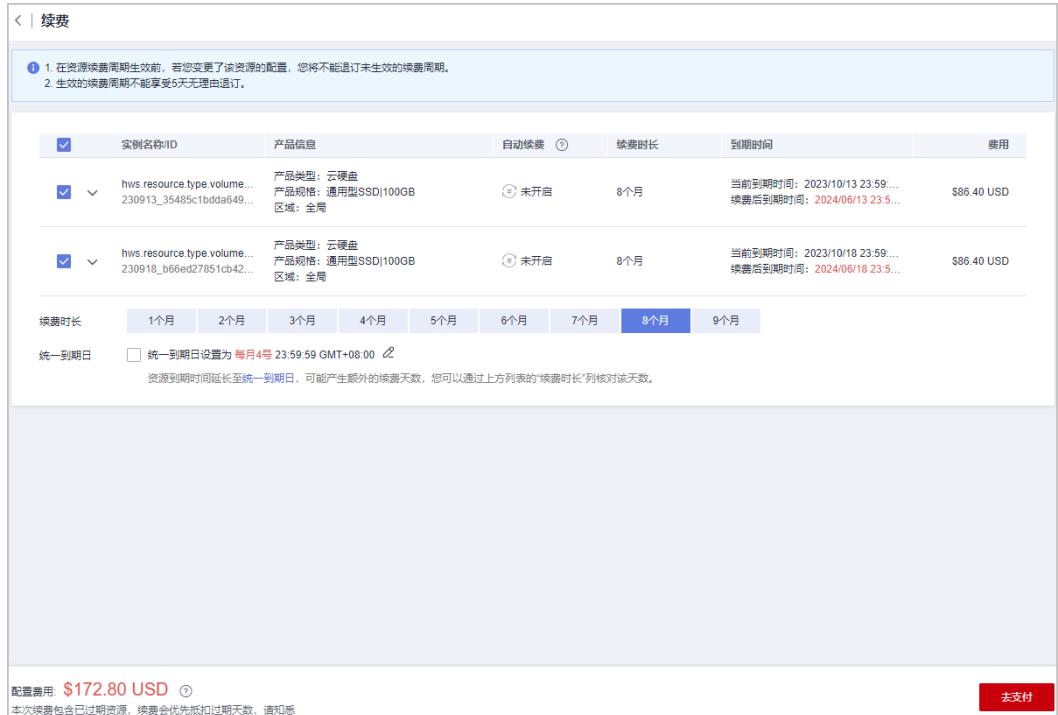 续费
1. 在资源续费周期生效前，若您变更了该资源的配置，您将不能退订未生效的续费周期。
2. 生效的续费周期不能享受5天无理由退订。
实例名称/ID 产品信息 自动续费 续费时长 到期时间 费用
hws.resource.type.volume...
230913_35485c1bdda649...
产品类型：云硬盘
产品规格：通用型SSD|100GB
区域：全局
未开启
8个月
当前到期时间：2023/10/13 23:59:...
续费后到期时间：2024/06/13 23:5...
$86.40 USD
hws.resource.type.volume...
230918_b66ed27851cb42...
产品类型：云硬盘
产品规格：通用型SSD|100GB
区域：全局
未开启
8个月
当前到期时间：2023/10/18 23:59:...
续费后到期时间：2024/06/18 23:5...
$86.40 USD
续费时长 1个月 2个月 3个月 4个月 5个月 6个月 7个月 8个月 9个月
统一到期日 统一到期日设置为 每月4号 23:59:59 GMT+08:00
资源到期时间延长至统一到期日，可能产生额外的续费天数，您可以通过上方列表的“续费时长”列核对该天数。
配置费用: $172.80 USD
本次续费包含已过期资源，续费会优先抵扣过期天数，请知悉
去支付